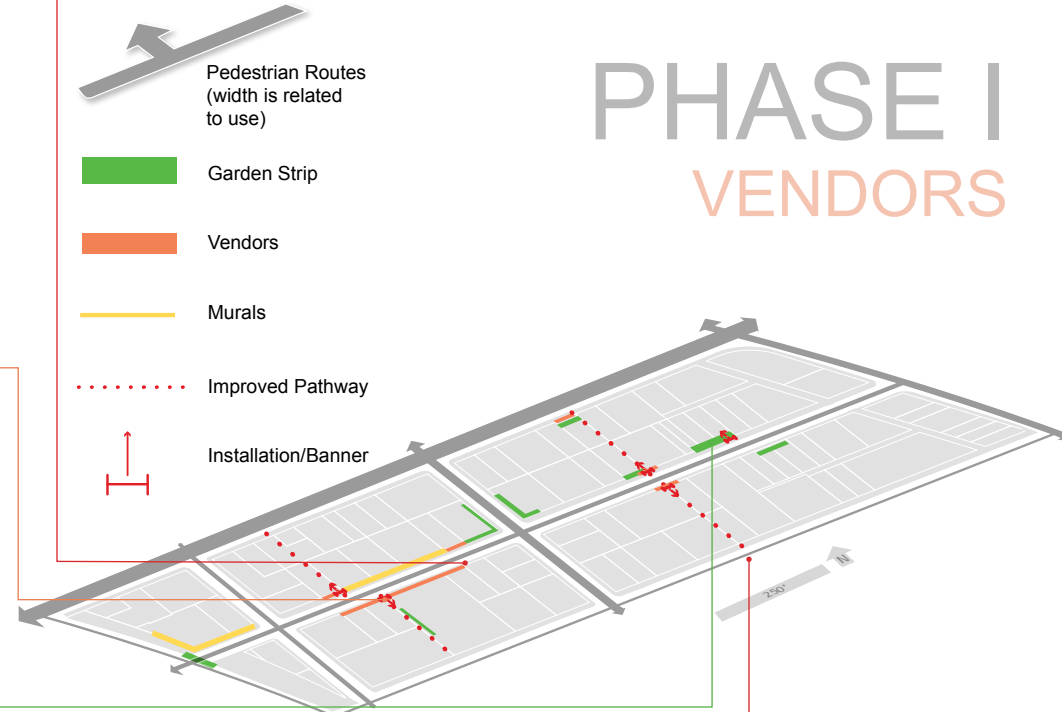 PHASE I
VENDORS
Pedestrian Routes
(width is related
to use)
Garden Strip
Vendors
Murals
Improved Pathway
Installation/Banner
N
250'